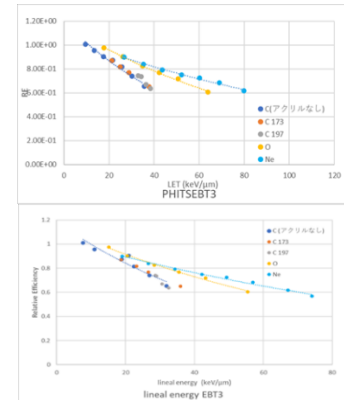 1.20E+00
1.00E+00
8.00E-01
6.00E-01
4.00E-01
2.00E-01
0.00E+00
RE
C(アクリルなし)
C 173
C 197
O
Ne
0 20 40 60 80 100 120
LET (keV/μm)
PHITSEBT3
1.2
1
0.8
0.6
0.4
0.2
0
Relative Efficiency
C(アクリルなし)
C 173
C 197
O
Ne
0 20 40 60 80
lineal energy (keV/μm)
lineal energy EBT3